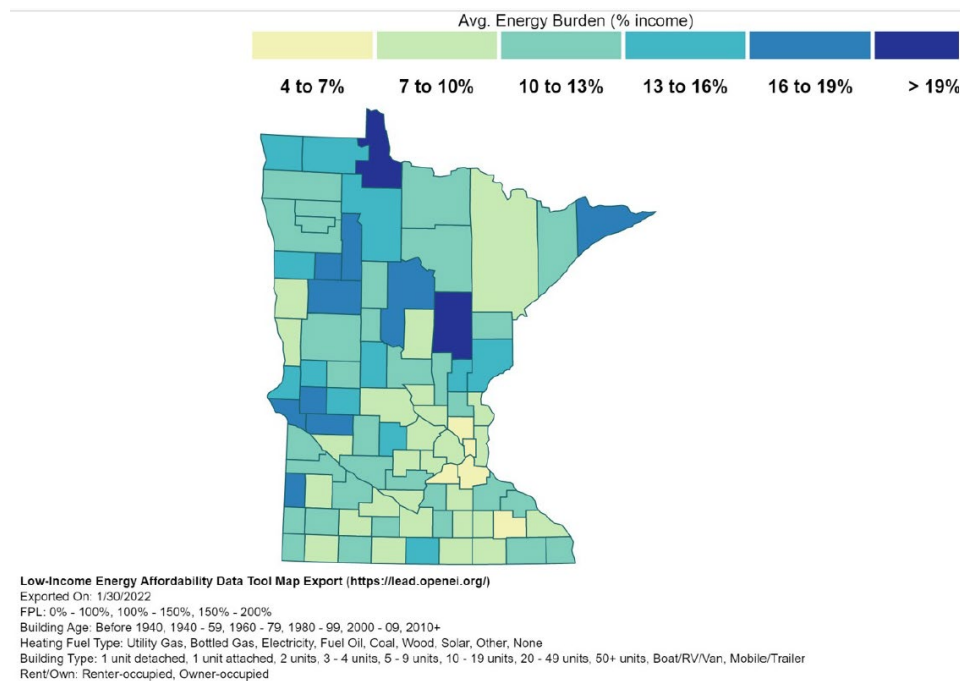 Avg. Energy Burden (% income)
4 to 7% 7 to 10% 10 to 13% 13 to 16% 16 to 19% > 19%
Low-Income Energy Affordability Data Tool Map Export (https://lead.openei.org/)
Exported On: 1/30/2022
FPL: 0% - 100%, 100% - 150%, 150% - 200%
Building Age: Before 1940, 1940 - 59, 1960 - 79, 1980 - 99, 2000 - 09, 2010+
Heating Fuel Type: Utility Gas, Bottled Gas, Electricity, Fuel Oil, Coal, Wood, Solar, Other, None
Building Type: 1 unit detached, 1 unit attached, 2 units, 3 - 4 units, 5 - 9 units, 10 - 19 units, 20 - 49 units, 50+ units, Boat/RV/Van, Mobile/Trailer
Rent/Own: Renter-occupied, Owner-occupied